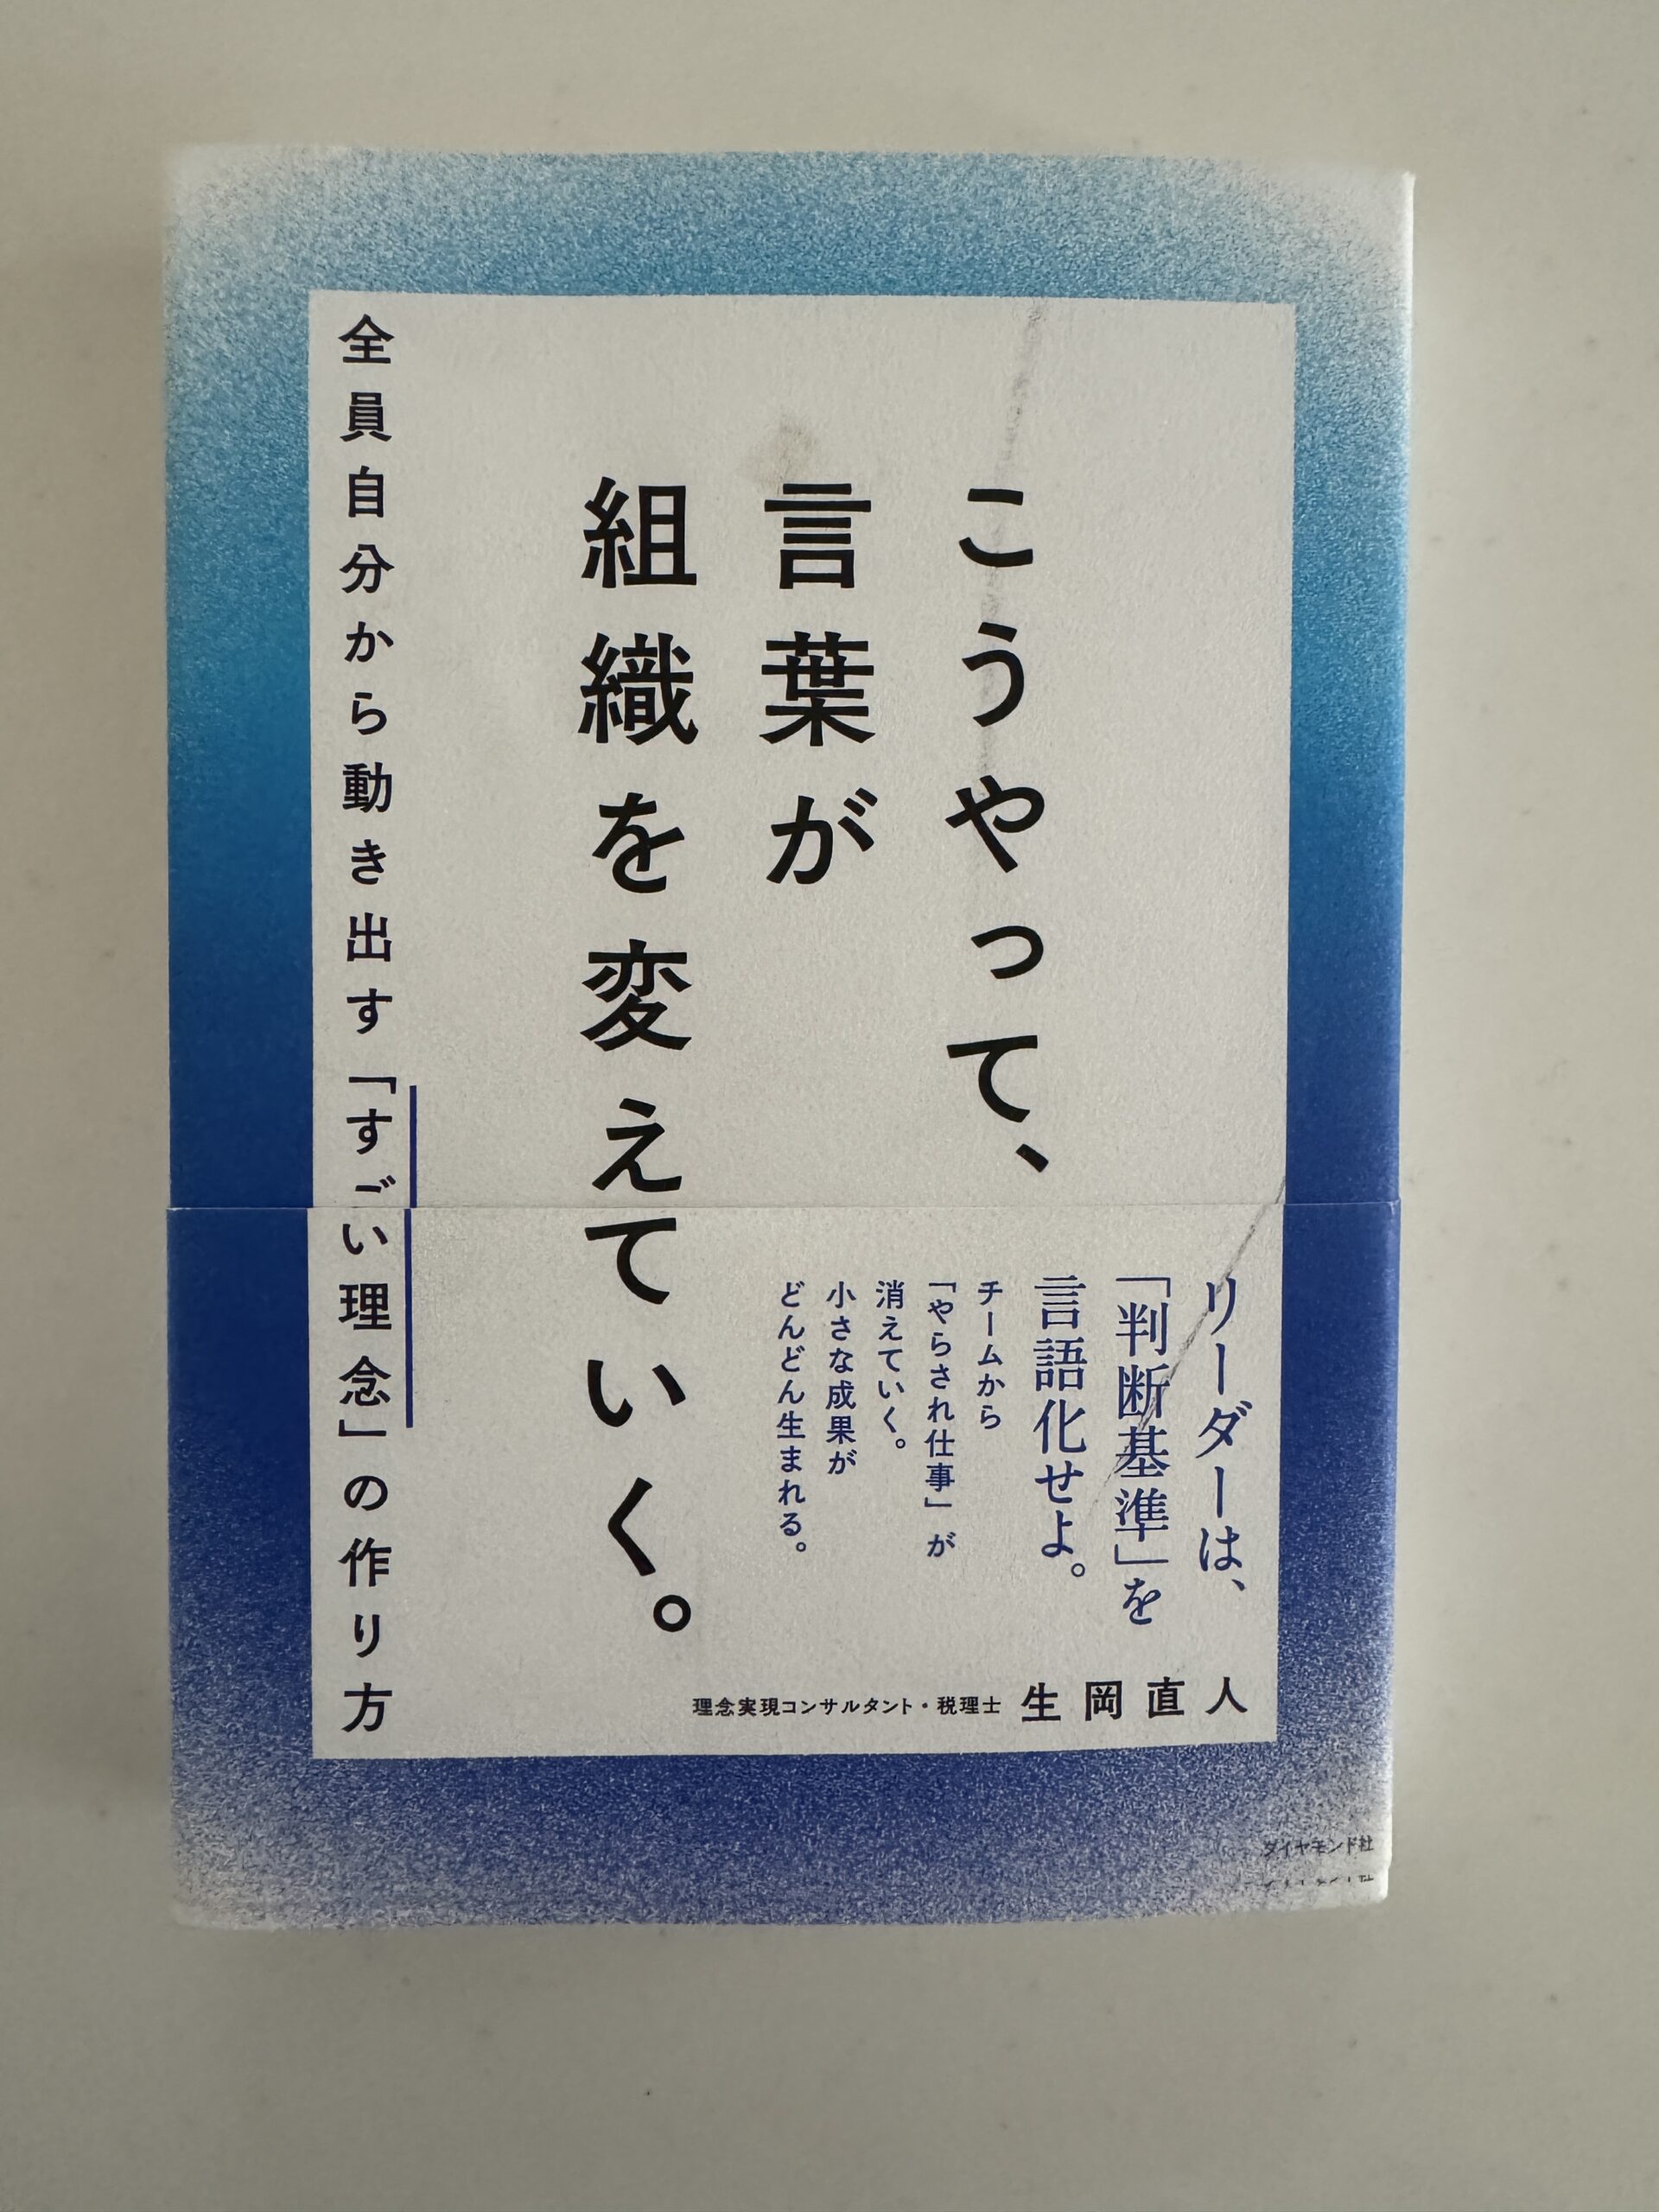 こうやって、
言葉が
組織を変えていく。
全員自分から動き出す「すごい理念」の作り方
リーダーは、
「判断基準」を
言語化せよ。
チームから
「やらされ仕事」が
消えていく。
小さな成果が
どんどん生まれる。
理念実現コンサルタント・税理士 生岡直人
ダイヤモンド社